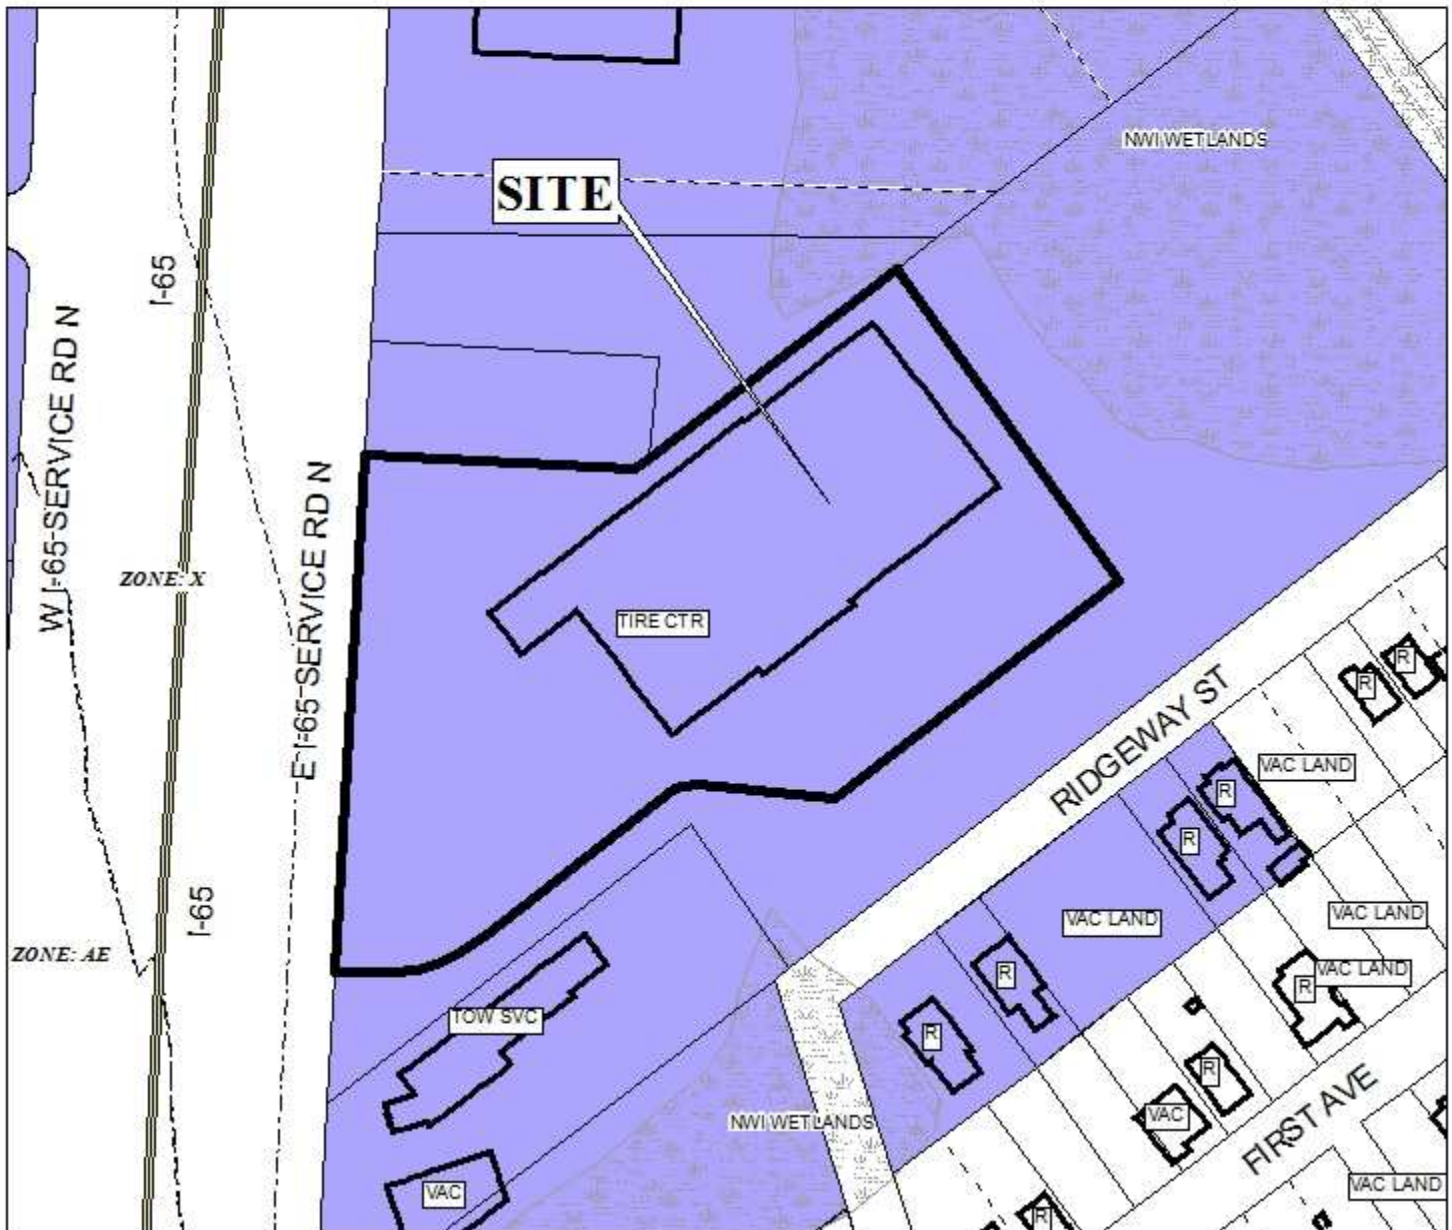 NWI WETLANDS
SITE
I-65
W I-65 SERVICE RD N
E I-65 SERVICE RD N
ZONE: X
TIRE CTR
R
R
RIDGEWAY ST
VAC LAND
R
R
VAC LAND
VAC LAND
I-65
ZONE: AE
R
R
VAC LAND
TOW SVC
R
R
NWI WETLANDS
VAC
FIRST AVE
VAC
VAC LAND
R